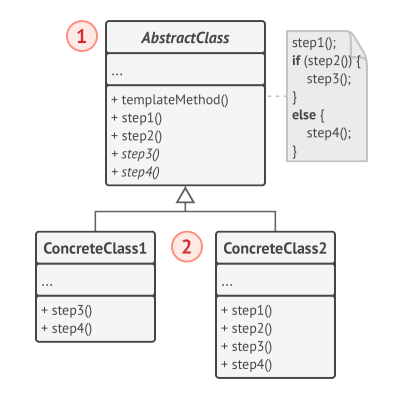 1
AbstractClass
...
+ templateMethod()
+ step1()
+ step2()
+ step3()
+ step4()
step1();
if (step2()) {
step3();
}
else {
step4();
}
ConcreteClass1
...
+ step3()
+ step4()
2
ConcreteClass2
...
+ step1()
+ step2()
+ step3()
+ step4()